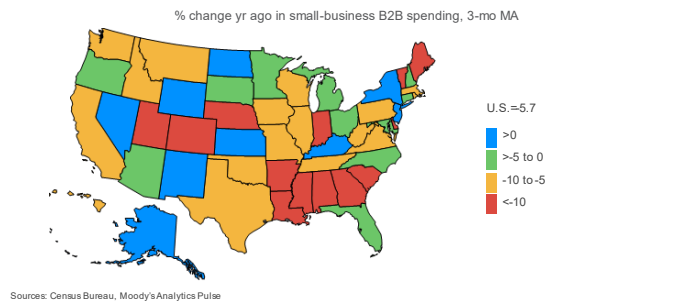 % change yr ago in small-business B2B spending, 3-mo MA
U.S.=-5.7
>0
>-5 to 0
-10 to -5
<-10
Sources: Census Bureau, Moody's Analytics Pulse